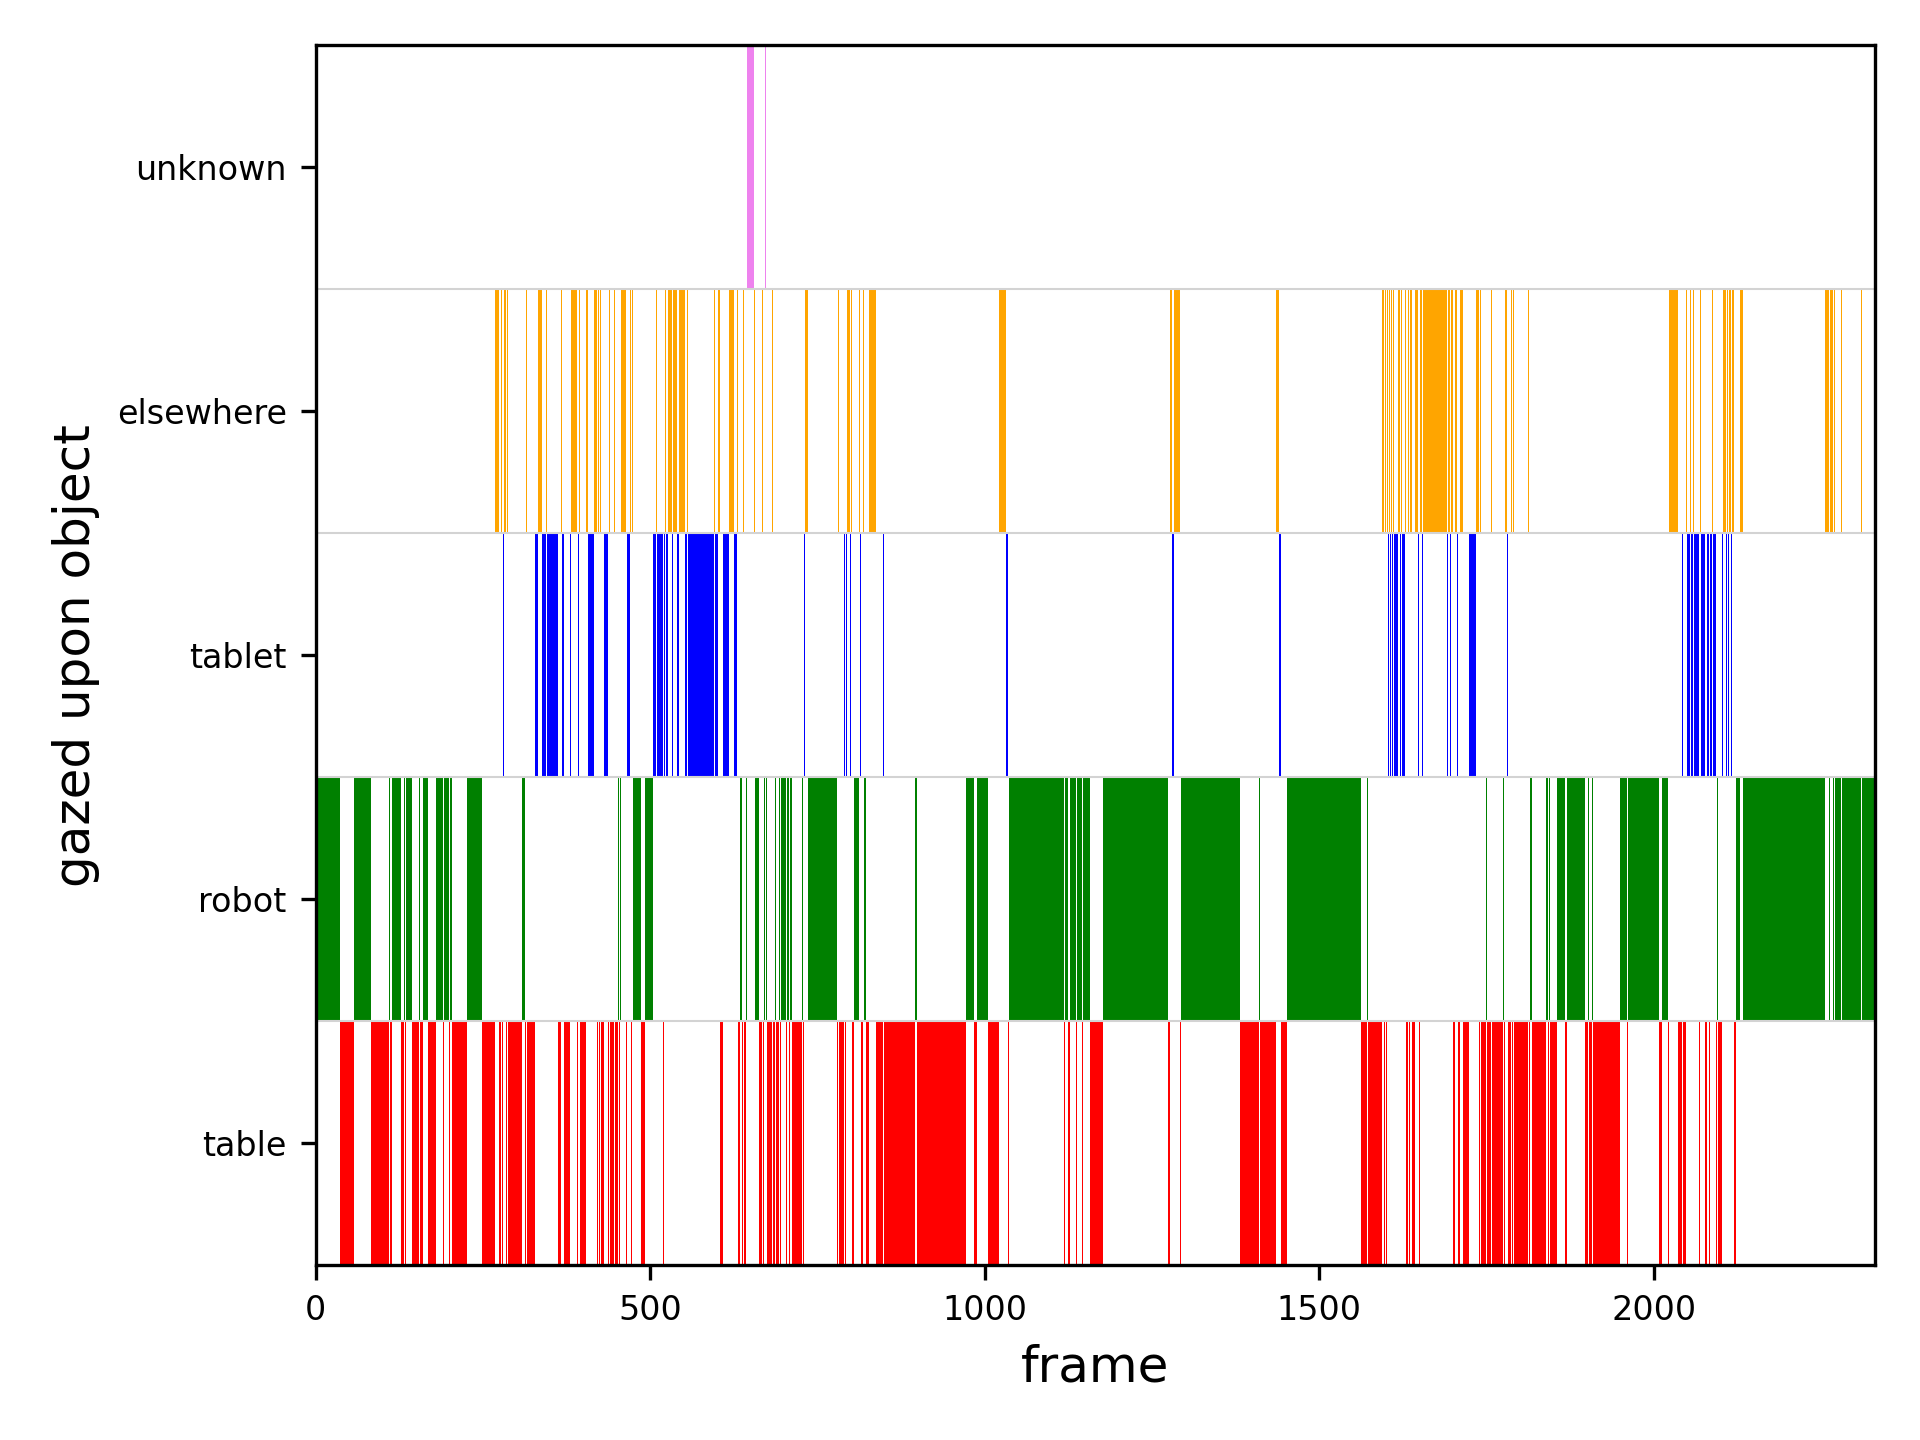 gazed upon object
unknown
elsewhere
tablet
robot
table
0 500 1000 1500 2000
frame